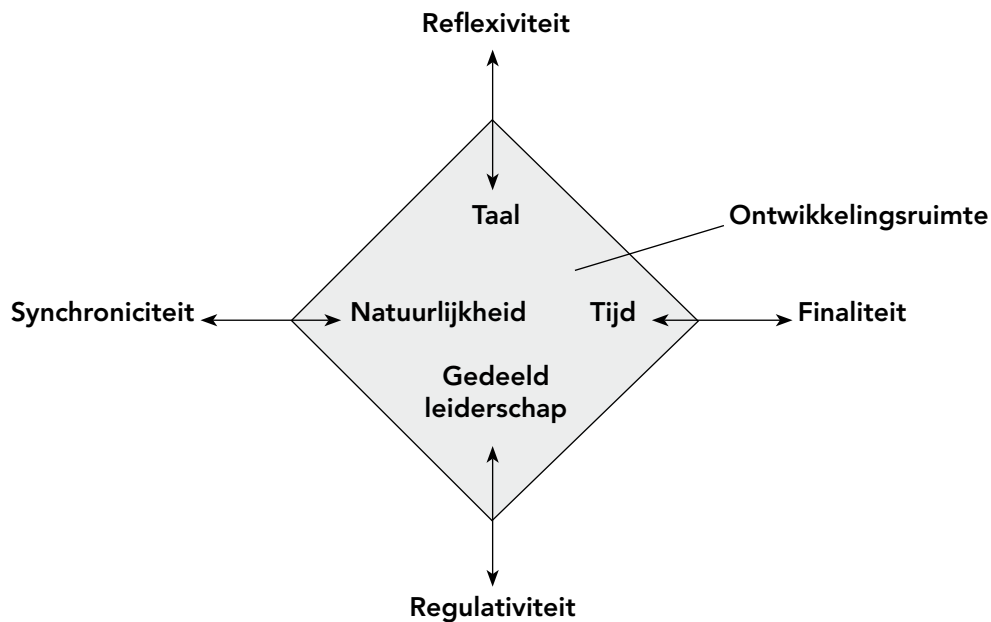 Reflexiviteit
Taal
Ontwikkelingsruimte
Synchroniciteit
Natuurlijkheid
Tijd
Finaliteit
Gedeeld
leiderschap
Regulativiteit